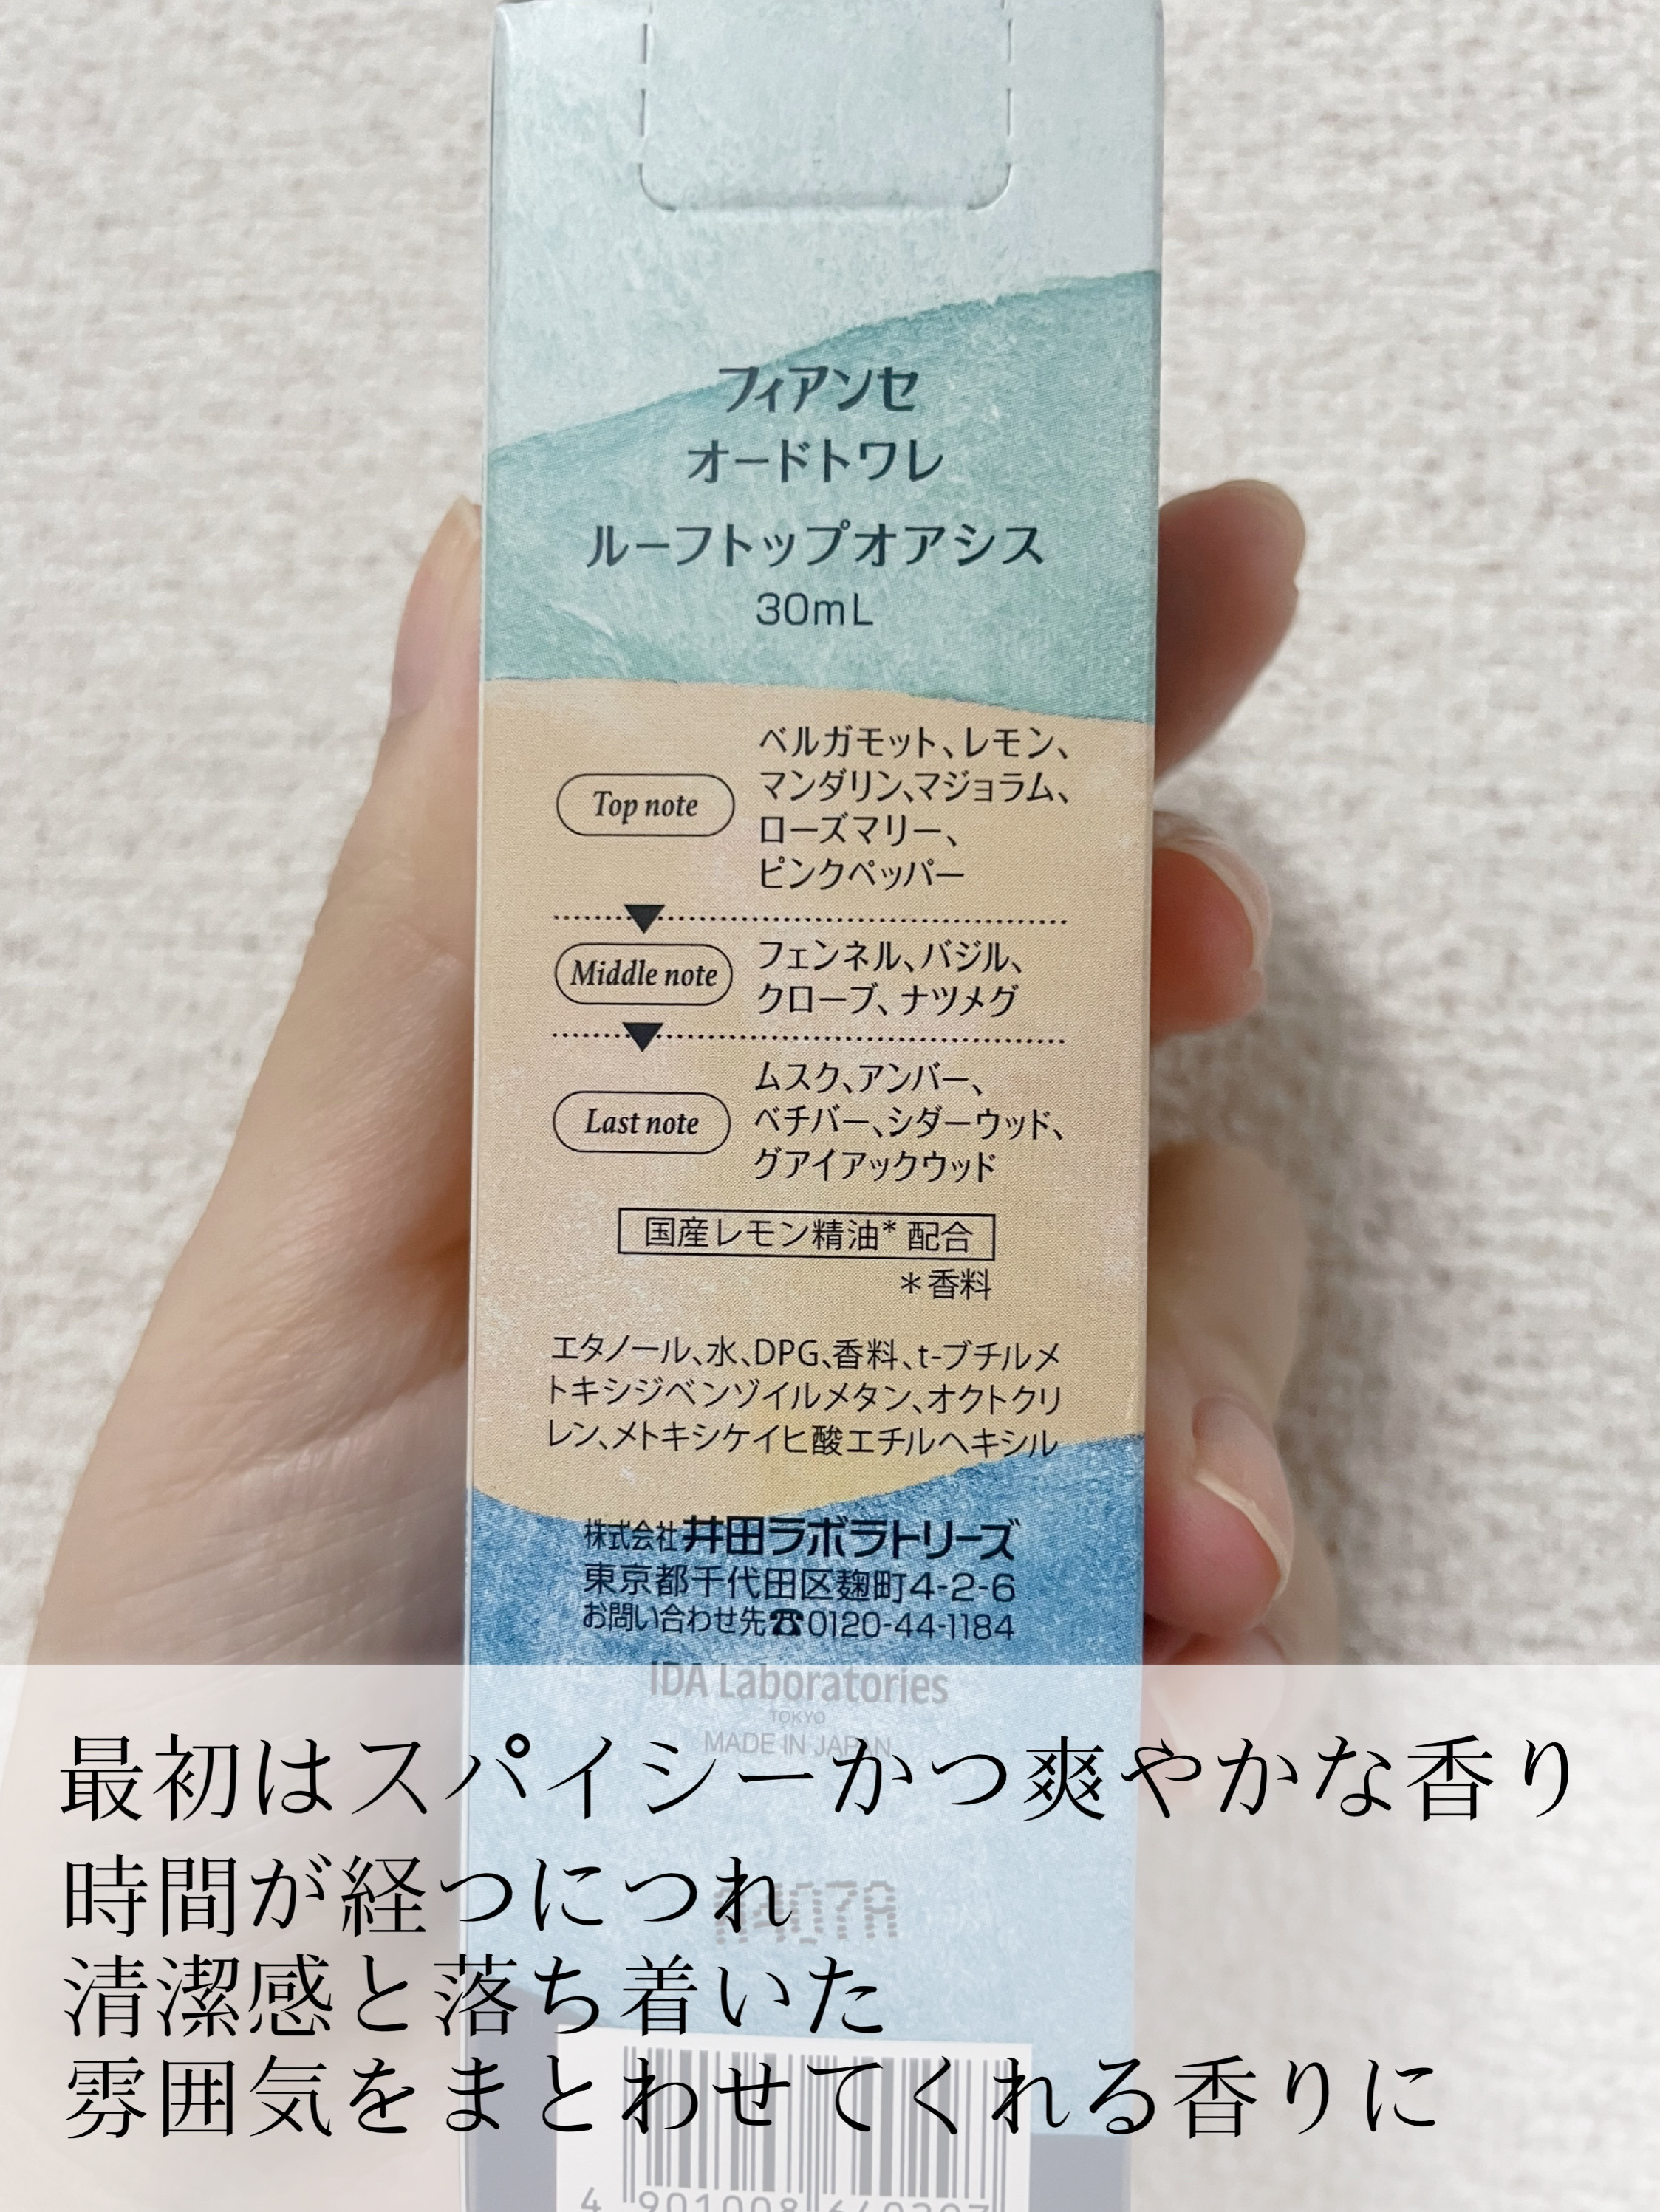 フィアンセ
オードトワレ
ルーフトップオアシス
30mL
Top note
ベルガモット、レモン、
マンダリン、マジョラム、
ローズマリー、
ピンクペッパー
Middle note
フェンネル、バジル、
クローブ、ナツメグ
Last note
ムスク、アンバー、
ベチバー、シダーウッド、
グアイアックウッド
国産レモン精油* 配合
*香料
エタノール、水、DPG、香料、t-ブチルメ
トキシジベンゾイルメタン、オクトクリ
レン、メトキシケイヒ酸エチルヘキシル
株式会社井田ラボラトリーズ
東京都千代田区麹町4-2-6
お問い合わせ先☎0120-44-1184
IDA Laboratories
TOKYO
MADE IN JAPAN
最初はスパイシーかつ爽やかな香り
時間が経つにつれ
清潔感と落ち着いた
雰囲気をまとわせてくれる香りに